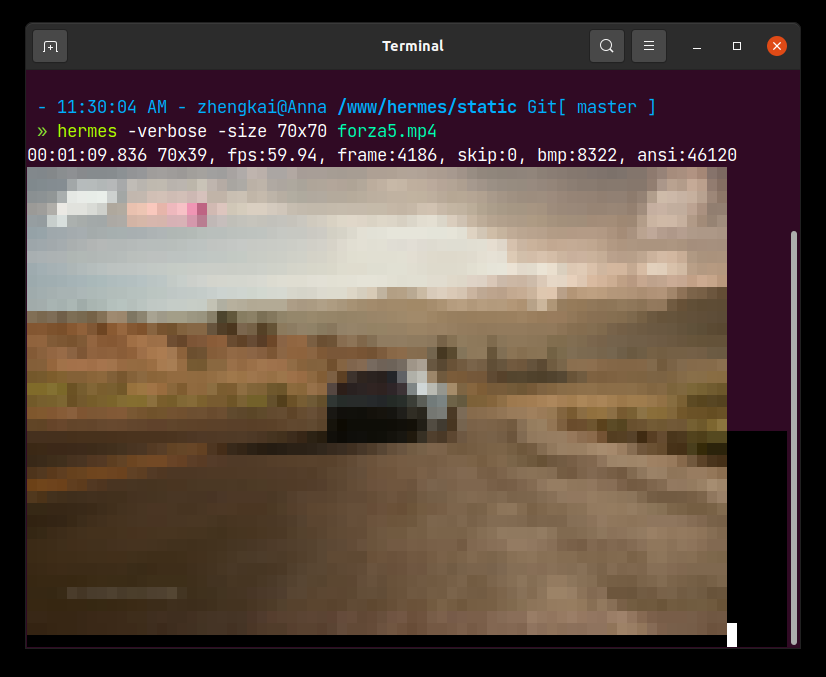 Terminal
- 11:30:04 AM - zhengkai@Anna /www/hermes/static Git[ master ]
» hermes -verbose -size 70x70 forza5.mp4
00:01:09.836 70x39, fps:59.94, frame:4186, skip:0, bmp:8322, ansi:46120